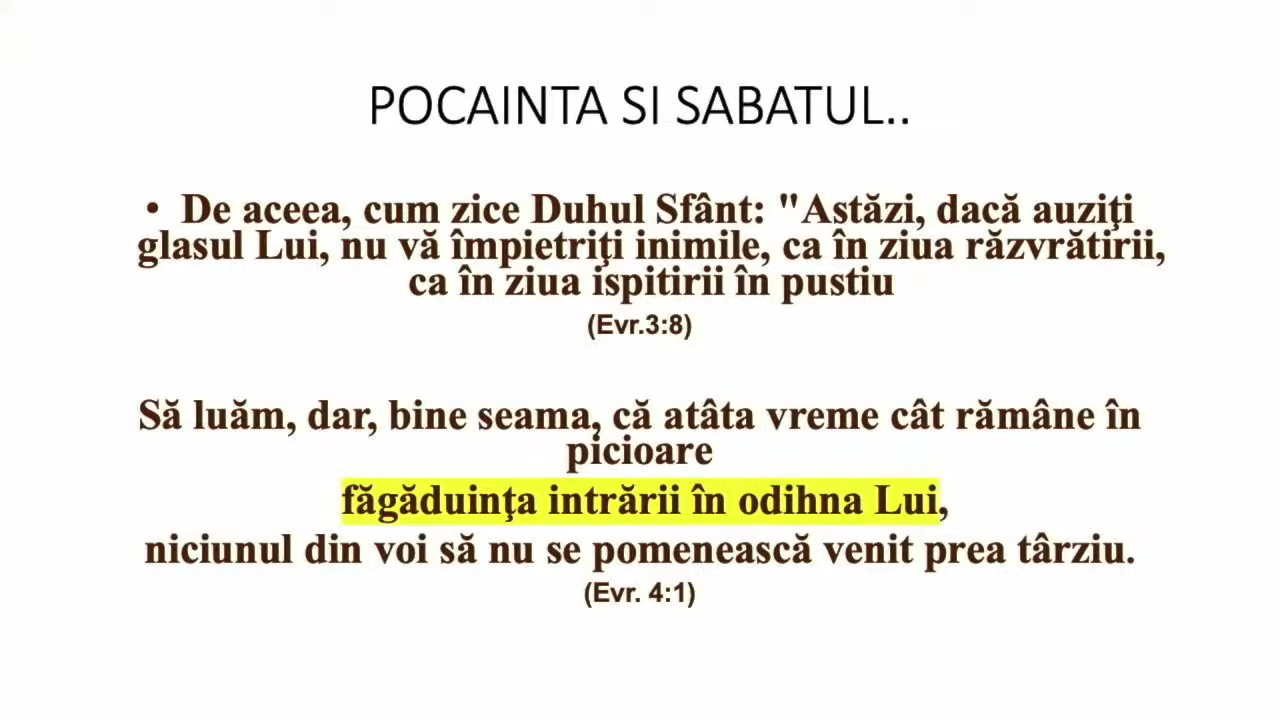 POCAINTA SI SABATUL..
• De aceea, cum zice Duhul Sfânt: "Astăzi, dacă auziţi
glasul Lui, nu vă împietriţi inimile, ca în ziua răzvrătirii,
ca în ziua ispitirii în pustiu
(Evr.3:8)
Să luăm, dar, bine seama, că atâta vreme cât rămâne în
picioare
făgăduinţa intrării în odihna Lui,
niciunul din voi să nu se pomenească venit prea târziu.
(Evr. 4:1)